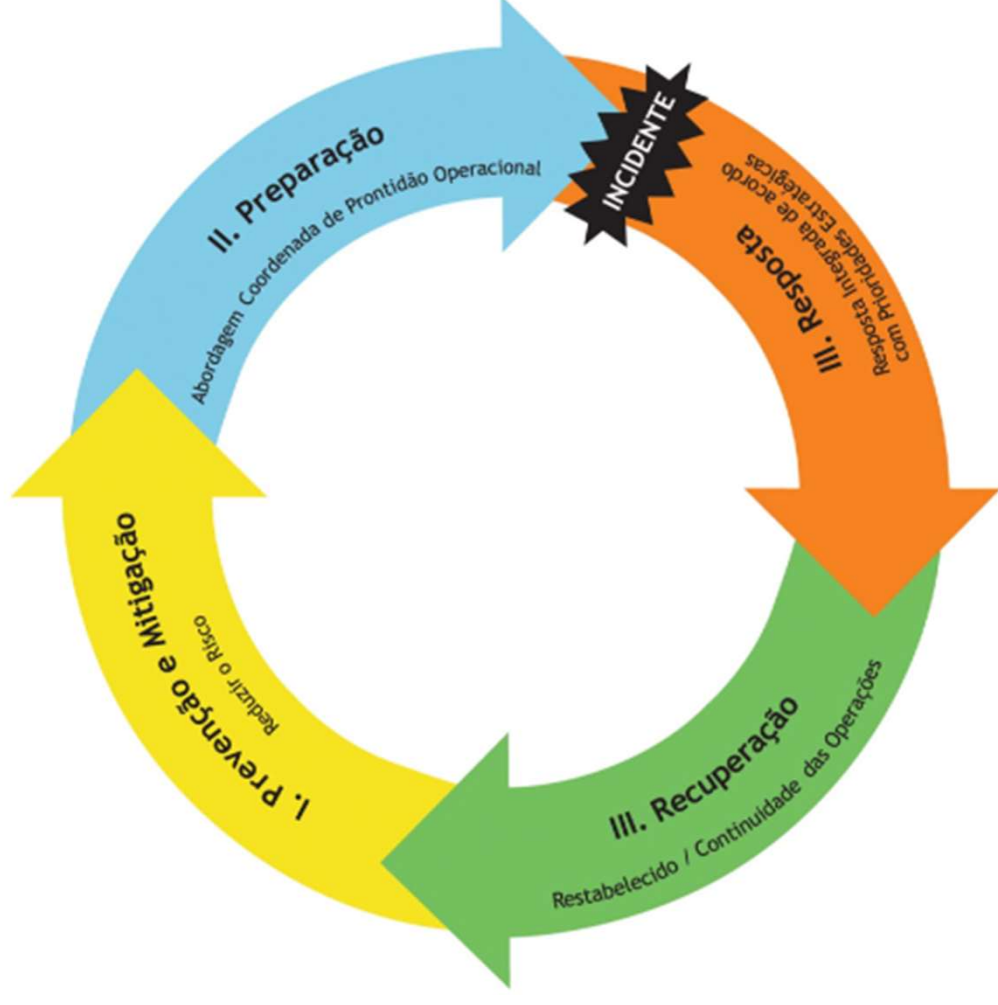 I. Prevenção e Mitigação
Reduzir o Risco
II. Preparação
Abordagem Coordenada de Prontidão Operacional
INCIDENTE
III. Resposta
Resposta Integrada de acordo
com Prioridades Estratégicas
III. Recuperação
Restabelecido / Continuidade das Operações